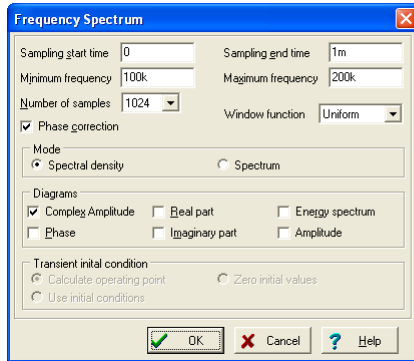 Frequency Spectrum
Sampling start time 0 Sampling end time 1m
Minimum frequency 100k Maximum frequency 200k
Number of samples 1024 Window function Uniform
Phase correction
Mode
Spectral density Spectrum
Diagrams
Complex Amplitude Real part Energy spectrum
Phase Imaginary part Amplitude
Transient inital condition
Calculate operating point Zero initial values
Use initial conditions
OK Cancel ? Help